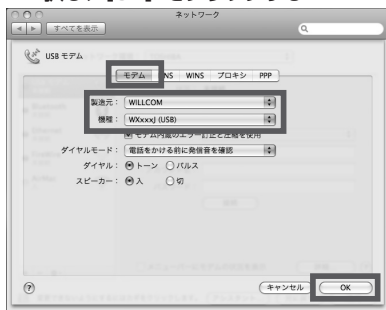 ネットワーク
すべてを表示
USB モデム
モデム NS WINS プロキシ PPP
製造元： WILLCOM
機種： WXxxxJ (USB)
モデム内蔵のエラー訂正と圧縮を使用
ダイヤルモード： 電話をかける前に発信音を確認
ダイヤル： トーン パルス
スピーカー： 入 切
? キャンセル OK